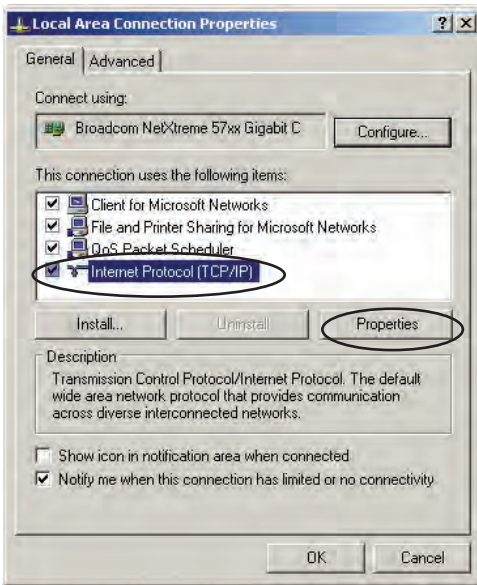 Local Area Connection Properties
General Advanced
Connect using:
Broadcom NetXtreme 57xx Gigabit C Configure...
This connection uses the following items:
Client for Microsoft Networks
File and Printer Sharing for Microsoft Networks
QoS Packet Scheduler
Internet Protocol (TCP/IP)
Install... Uninstall Properties
Description
Transmission Control Protocol/Internet Protocol. The default
wide area network protocol that provides communication
across diverse interconnected networks.
Show icon in notification area when connected
Notify me when this connection has limited or no connectivity
OK Cancel